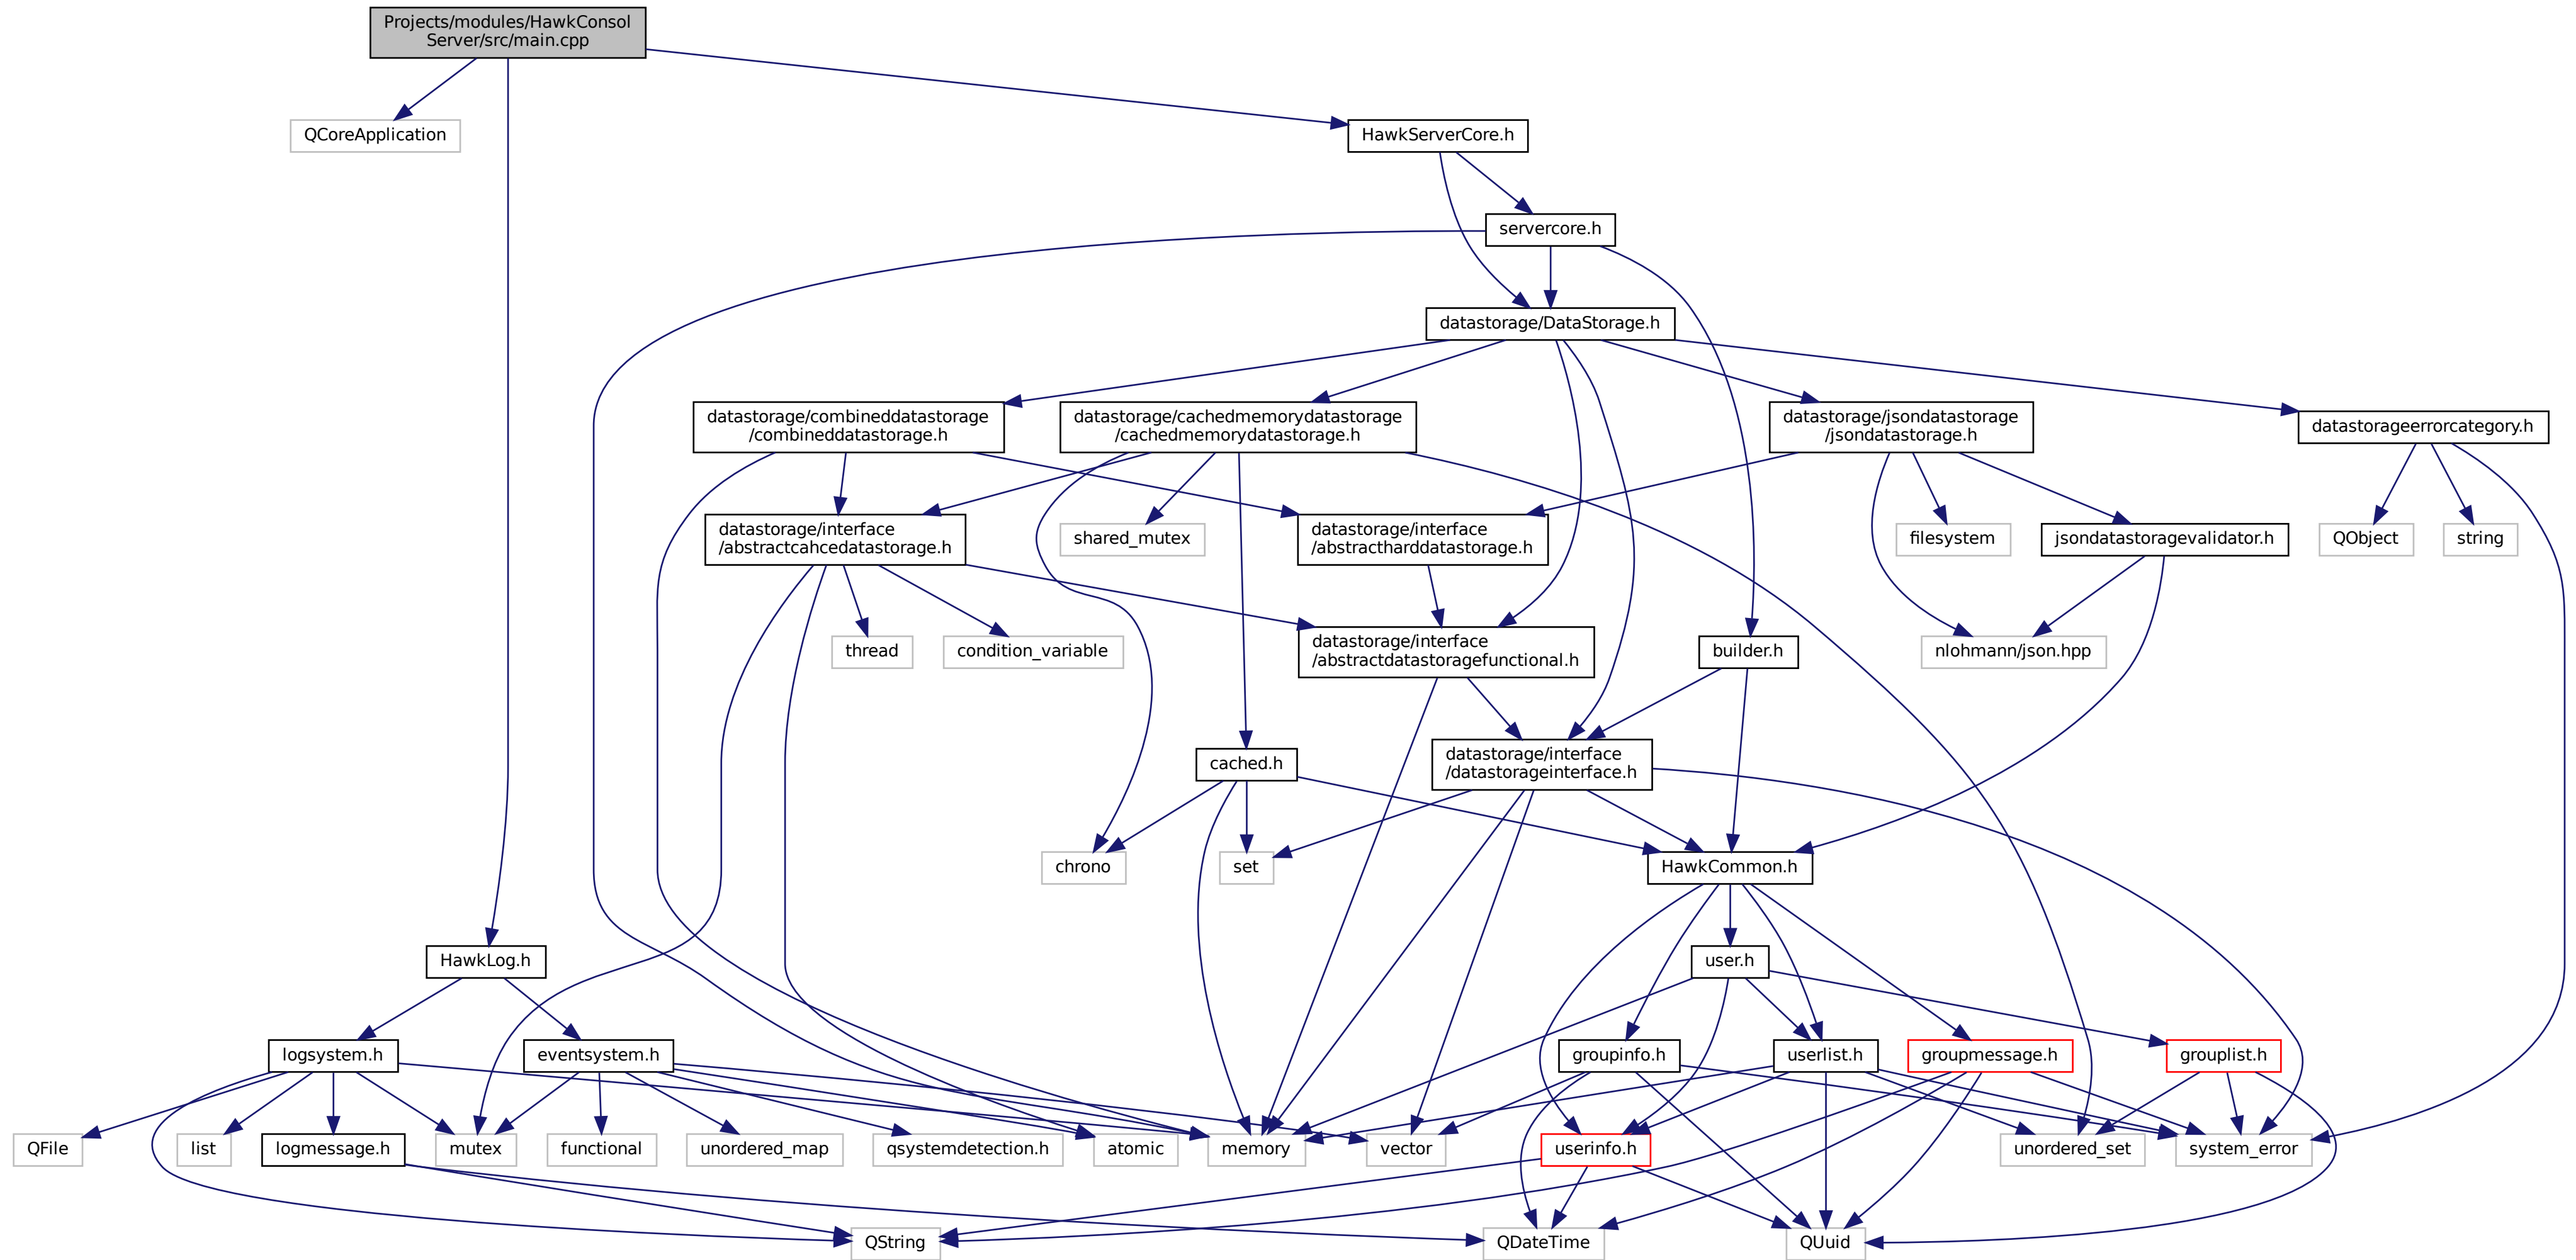 Projects/modules/HawkConsol
Server/src/main.cpp
QCoreApplication
HawkServerCore.h
servercore.h
datastorage/DataStorage.h
datastorage/combineddatastorage
/combineddatastorage.h
datastorage/cachedmemorydatastorage
/cachedmemorydatastorage.h
datastorage/jsondatastorage
/jsondatastorage.h
datastorageerrorcategory.h
datastorage/interface
/abstractcahcedatastorage.h
shared_mutex
datastorage/interface
/abstractharddatastorage.h
filesystem
jsondatastoragevalidator.h
QObject
string
thread
condition_variable
datastorage/interface
/abstractdatastoragefunctional.h
builder.h
nlohmann/json.hpp
cached.h
datastorage/interface
/datastorageinterface.h
chrono
set
HawkCommon.h
HawkLog.h
user.h
logsystem.h
eventsystem.h
groupinfo.h
userlist.h
groupmessage.h
grouplist.h
QFile
list
logmessage.h
mutex
functional
unordered_map
qsystemdetection.h
atomic
memory
vector
userinfo.h
unordered_set
system_error
QString
QDateTime
QUuid